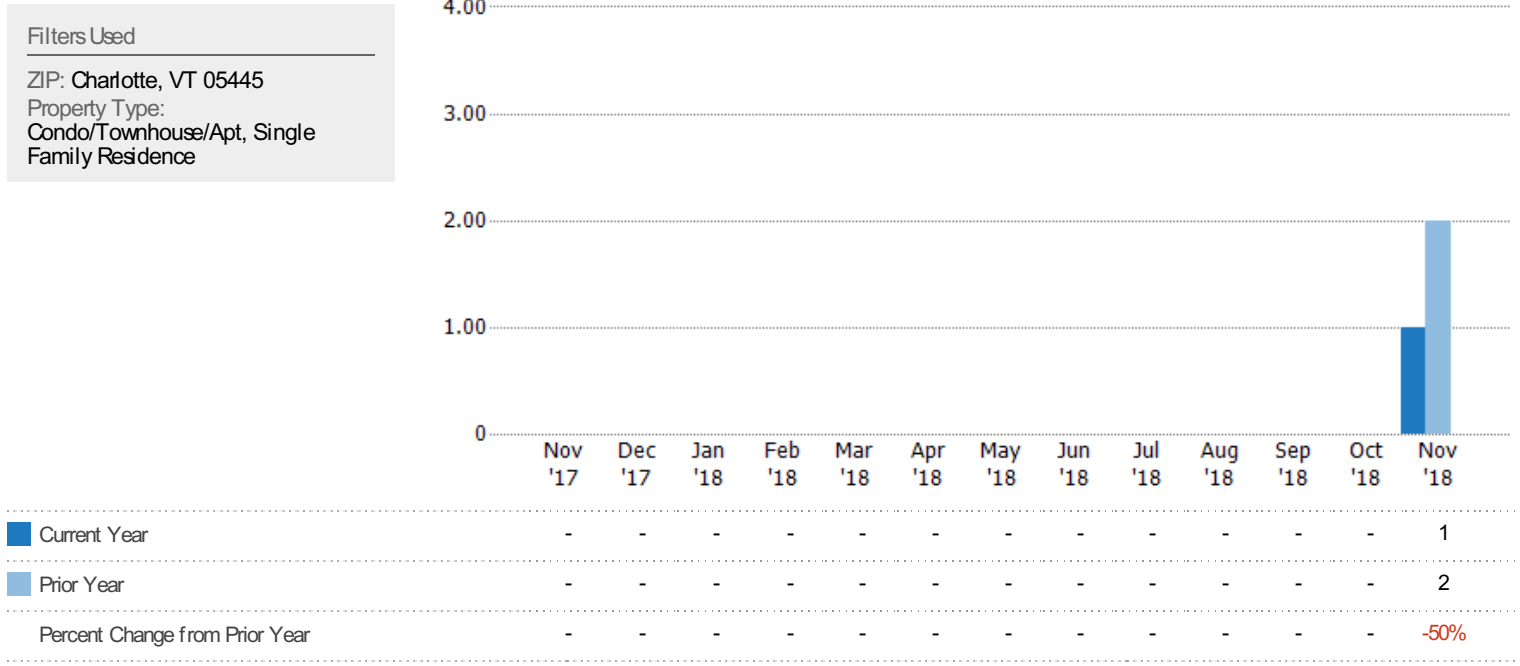 Filters Used
ZIP: Charlotte, VT 05445
Property Type:
Condo/Townhouse/Apt, Single
Family Residence
4.00
3.00
2.00
1.00
0
Nov Dec Jan Feb Mar Apr May Jun Jul Aug Sep Oct Nov
'17 '17 '18 '18 '18 '18 '18 '18 '18 '18 '18 '18 '18
Current Year - - - - - - - - - - - - 1
Prior Year - - - - - - - - - - - - 2
Percent Change from Prior Year - - - - - - - - - - - - -50%